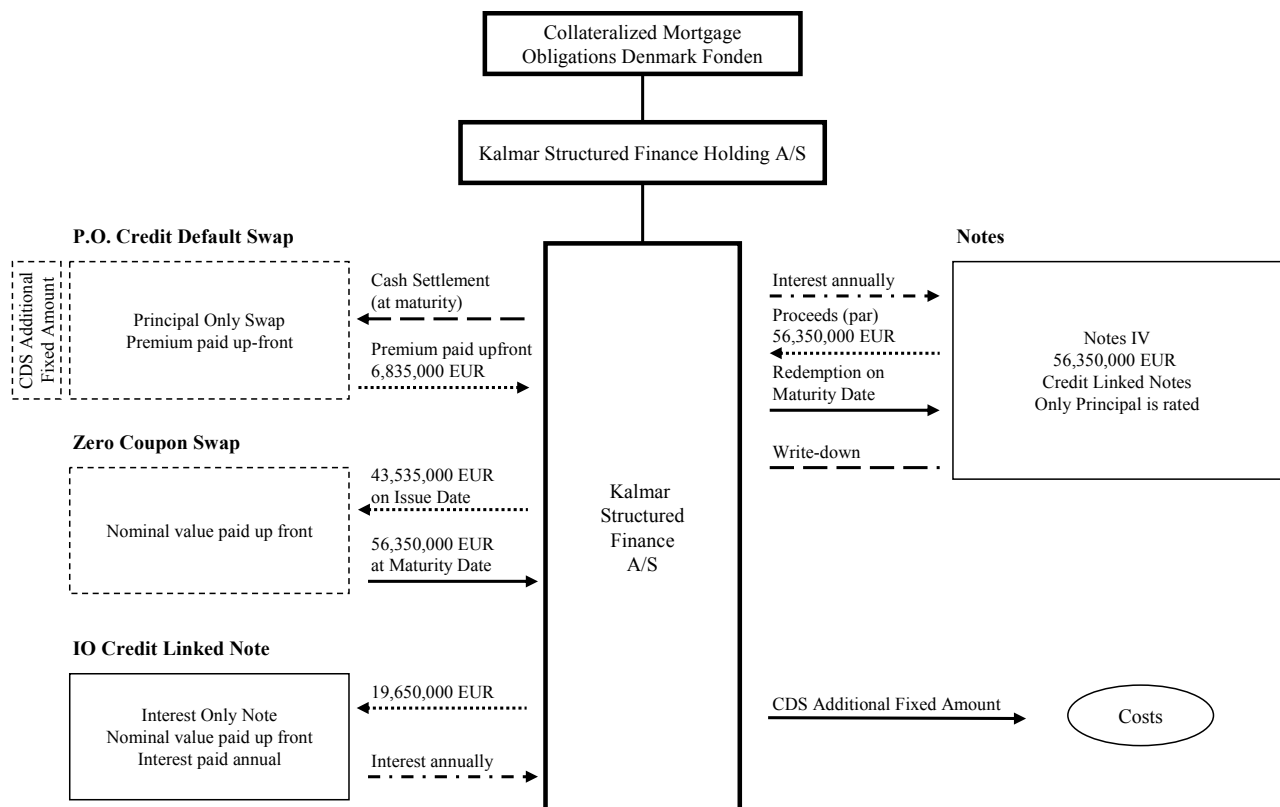 Collateralized Mortgage
Obligations Denmark Fonden
Kalmar Structured Finance Holding A/S
P.O. Credit Default Swap
CDS Additional
Fixed Amount
Principal Only Swap
Premium paid up-front
Cash Settlement
(at maturity)
Premium paid upfront
6,835,000 EUR
Zero Coupon Swap
Nominal value paid up front
43,535,000 EUR
on Issue Date
56,350,000 EUR
at Maturity Date
IO Credit Linked Note
Interest Only Note
Nominal value paid up front
Interest paid annual
19,650,000 EUR
Interest annually
Kalmar
Structured
Finance
A/S
Notes
Interest annually
Proceeds (par)
56,350,000 EUR
Redemption on
Maturity Date
Write-down
Notes IV
56,350,000 EUR
Credit Linked Notes
Only Principal is rated
CDS Additional Fixed Amount
Costs